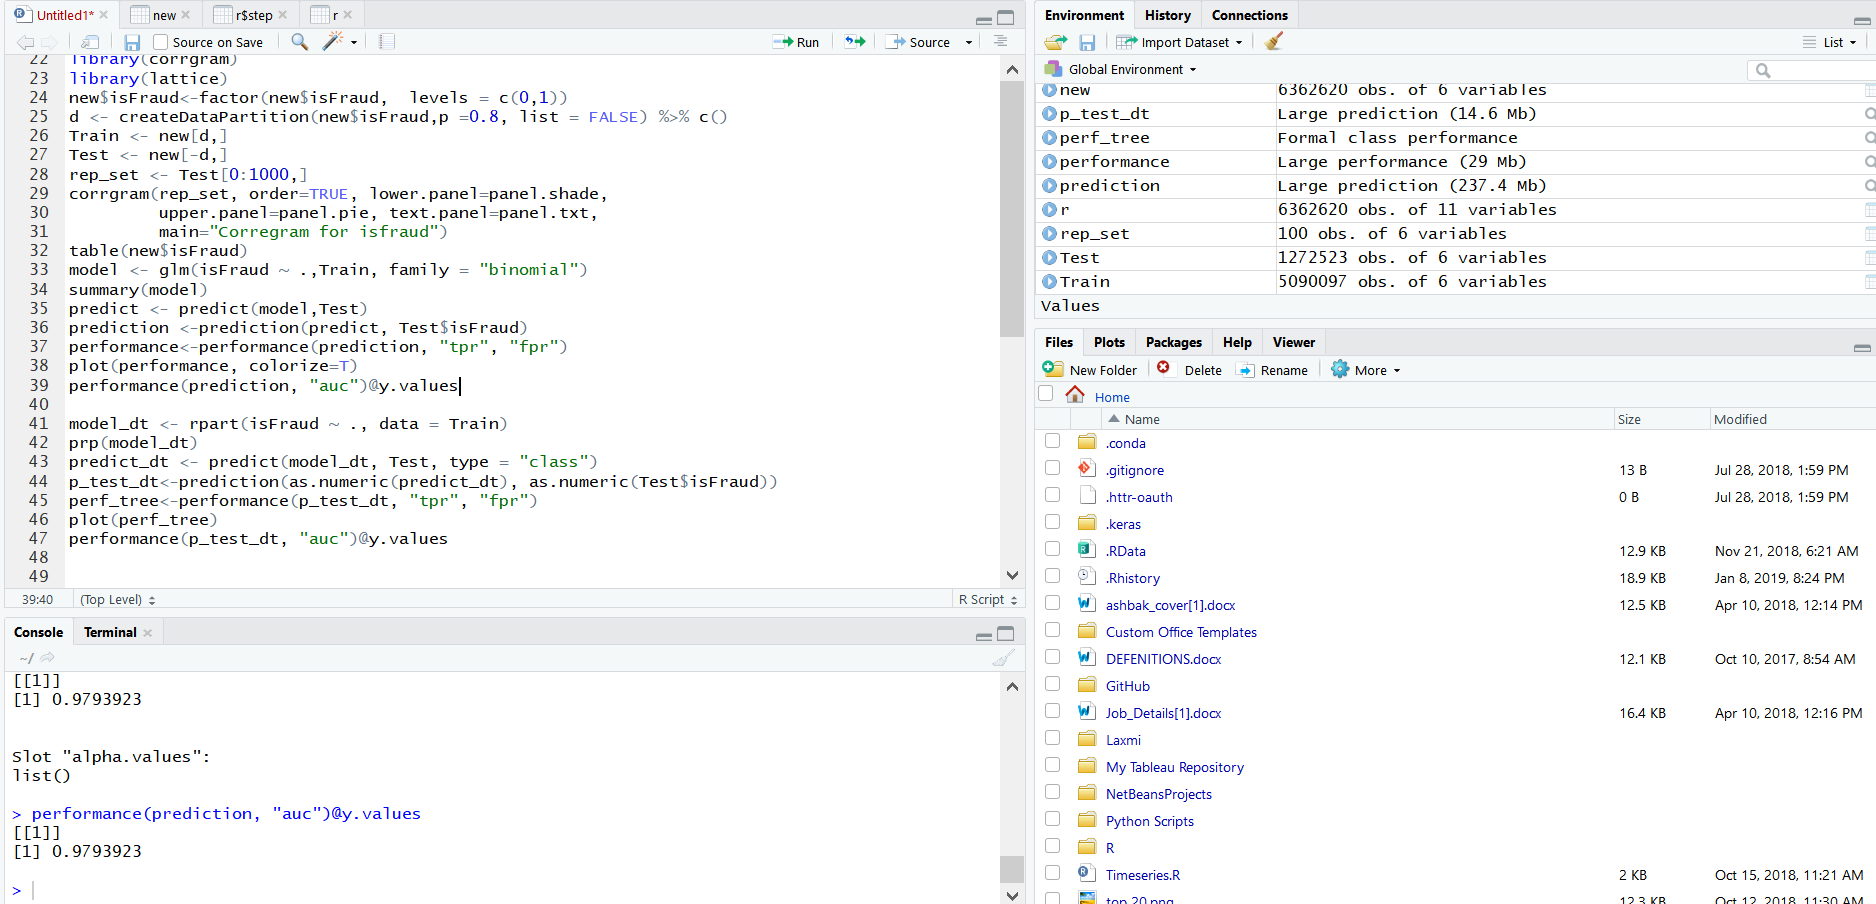 Untitled1* new r$step r
Source on Save Run Source
22 library(corrgram)
23 library(lattice)
24 new$isFraud<-factor(new$isFraud,  levels = c(0,1))
25 d <- createDataPartition(new$isFraud,p =0.8, list = FALSE) %>% c()
26 Train <- new[d,]
27 Test <- new[-d,]
28 rep_set <- Test[0:1000,]
29 corrgram(rep_set, order=TRUE, lower.panel=panel.shade,
30 upper.panel=panel.pie, text.panel=panel.txt,
31 main="Corregram for isfraud")
32 table(new$isFraud)
33 model <- glm(isFraud ~ .,Train, family = "binomial")
34 summary(model)
35 predict <- predict(model,Test)
36 prediction <-prediction(predict, Test$isFraud)
37 performance<-performance(prediction, "tpr", "fpr")
38 plot(performance, colorize=T)
39 performance(prediction, "auc")@y.values
40
41 model_dt <- rpart(isFraud ~ ., data = Train)
42 prp(model_dt)
43 predict_dt <- predict(model_dt, Test, type = "class")
44 p_test_dt<-prediction(as.numeric(predict_dt), as.numeric(Test$isFraud))
45 perf_tree<-performance(p_test_dt, "tpr", "fpr")
46 plot(perf_tree)
47 performance(p_test_dt, "auc")@y.values
48
49
39:40 (Top Level) R Script
Console Terminal
~/
[[1]]
[1] 0.9793923
Slot "alpha.values":
list()
> performance(prediction, "auc")@y.values
[[1]]
[1] 0.9793923
>
Environment History Connections
Import Dataset List
Global Environment
new 6362620 obs. of 6 variables
p_test_dt Large prediction (14.6 Mb)
perf_tree Formal class performance
performance Large performance (29 Mb)
prediction Large prediction (237.4 Mb)
r 6362620 obs. of 11 variables
rep_set 100 obs. of 6 variables
Test 1272523 obs. of 6 variables
Train 5090097 obs. of 6 variables
Values
Files Plots Packages Help Viewer
New Folder Delete Rename More
Home
Name Size Modified
.conda
.gitignore 13 B Jul 28, 2018, 1:59 PM
.httr-oauth 0 B Jul 28, 2018, 1:59 PM
.keras
.RData 12.9 KB Nov 21, 2018, 6:21 AM
.Rhistory 18.9 KB Jan 8, 2019, 8:24 PM
ashbak_cover[1].docx 12.5 KB Apr 10, 2018, 12:14 PM
Custom Office Templates
DEFENITIONS.docx 12.1 KB Oct 10, 2017, 8:54 AM
GitHub
Job_Details[1].docx 16.4 KB Apr 10, 2018, 12:16 PM
Laxmi
My Tableau Repository
NetBeansProjects
Python Scripts
R
Timeseries.R 2 KB Oct 15, 2018, 11:21 AM
top 20.png 12.3 KB Oct 12, 2018, 11:30 AM